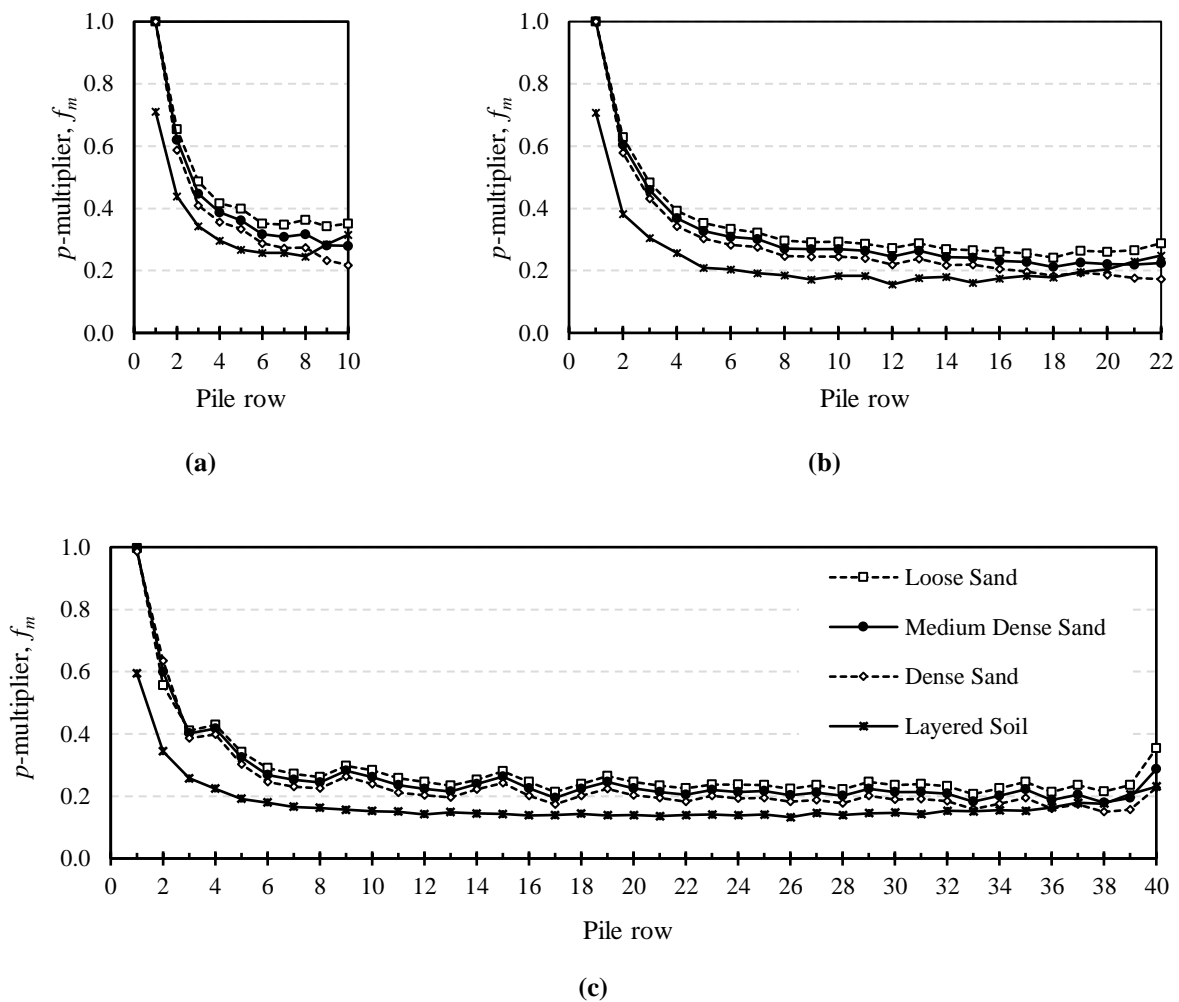 1.0
0.8
0.6
0.4
0.2
0.0
p-multiplier, fm
0 2 4 6 8 10
Pile row
(a)
1.0
0.8
0.6
0.4
0.2
0.0
p-multiplier, fm
0 2 4 6 8 10 12 14 16 18 20 22
Pile row
(b)
1.0
0.8
0.6
0.4
0.2
0.0
p-multiplier, fm
Loose Sand
Medium Dense Sand
Dense Sand
Layered Soil
0 2 4 6 8 10 12 14 16 18 20 22 24 26 28 30 32 34 36 38 40
Pile row
(c)